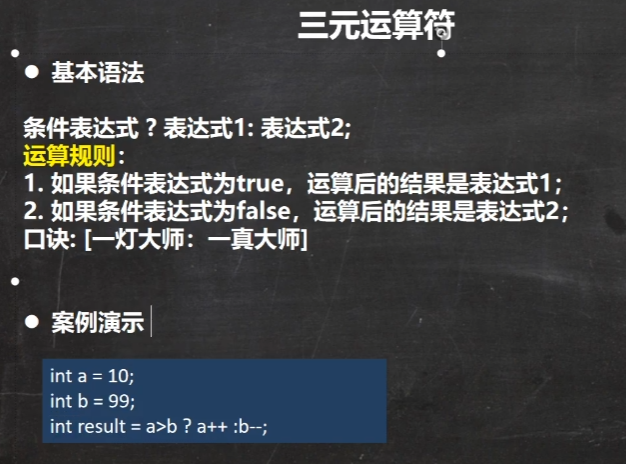 三元运算符
基本语法
条件表达式 ? 表达式1: 表达式2;
运算规则：
1. 如果条件表达式为true，运算后的结果是表达式1；
2. 如果条件表达式为false，运算后的结果是表达式2；
口诀: [一灯大师：一真大师]
案例演示
int a = 10;
int b = 99;
int result = a>b ? a++ :b--;